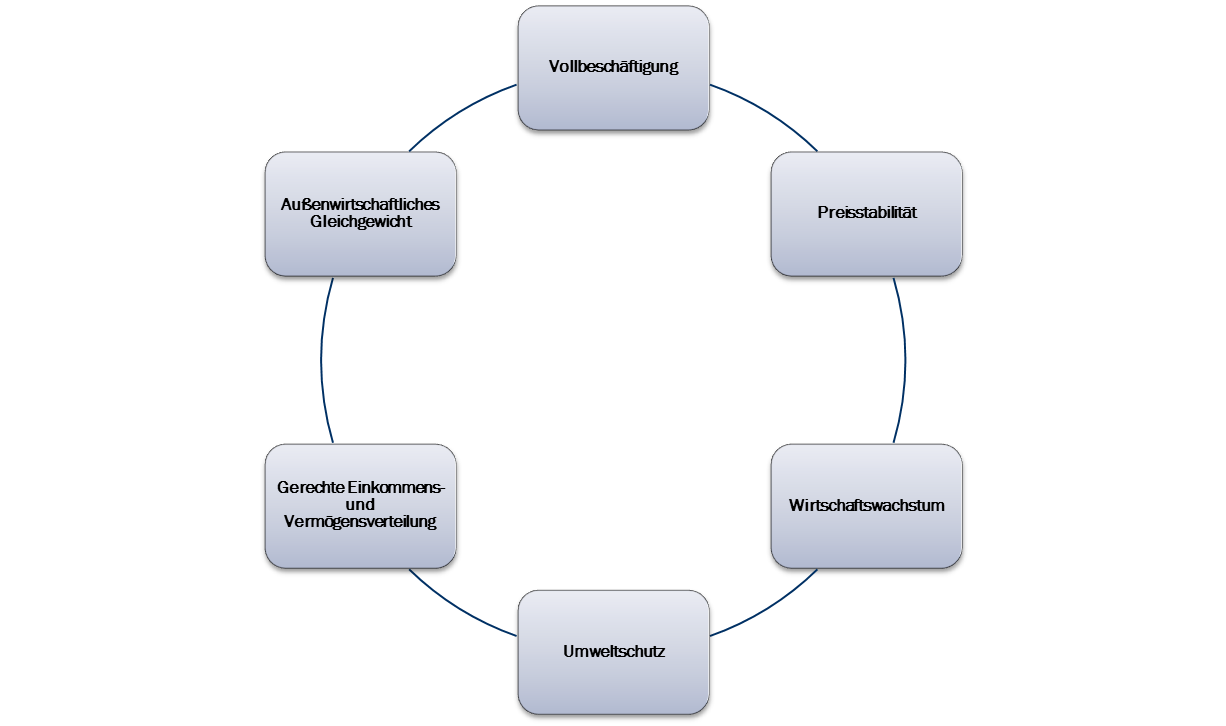 Vollbeschäftigung
Preisstabilität
Wirtschaftswachstum
Umweltschutz
Gerechte Einkommens-
und
Vermögensverteilung
Außenwirtschaftliches
Gleichgewicht